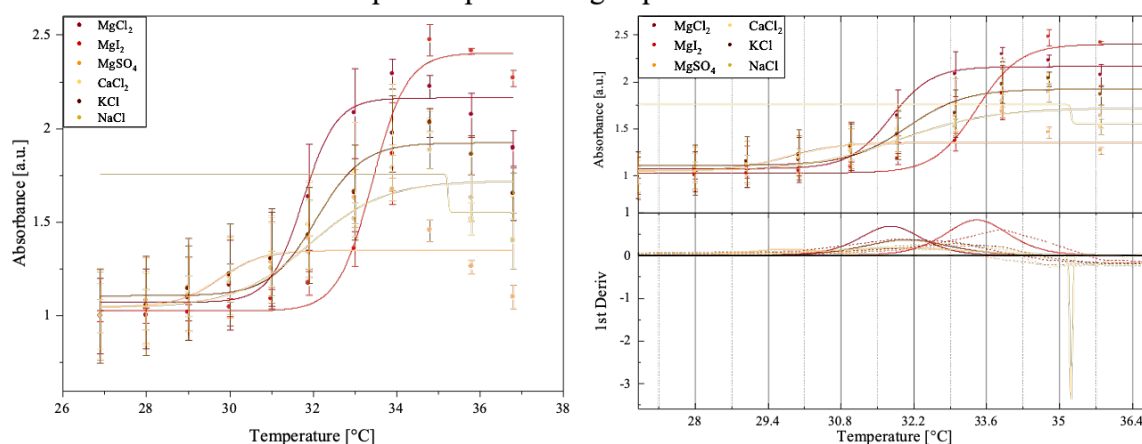 MgCl₂
MgI₂
MgSO₄
CaCl₂
KCl
NaCl
2.5
2
1.5
1
Absorbance [a.u.]
26 28 30 32 34 36 38
Temperature [°C]
MgCl₂ CaCl₂
MgI₂ KCl
MgSO₄ NaCl
2.5
2
1.5
1
Absorbance [a.u.]
1
0
-1
-2
-3
1st Deriv
28 29.4 30.8 32.2 33.6 35 36.4
Temperature [°C]